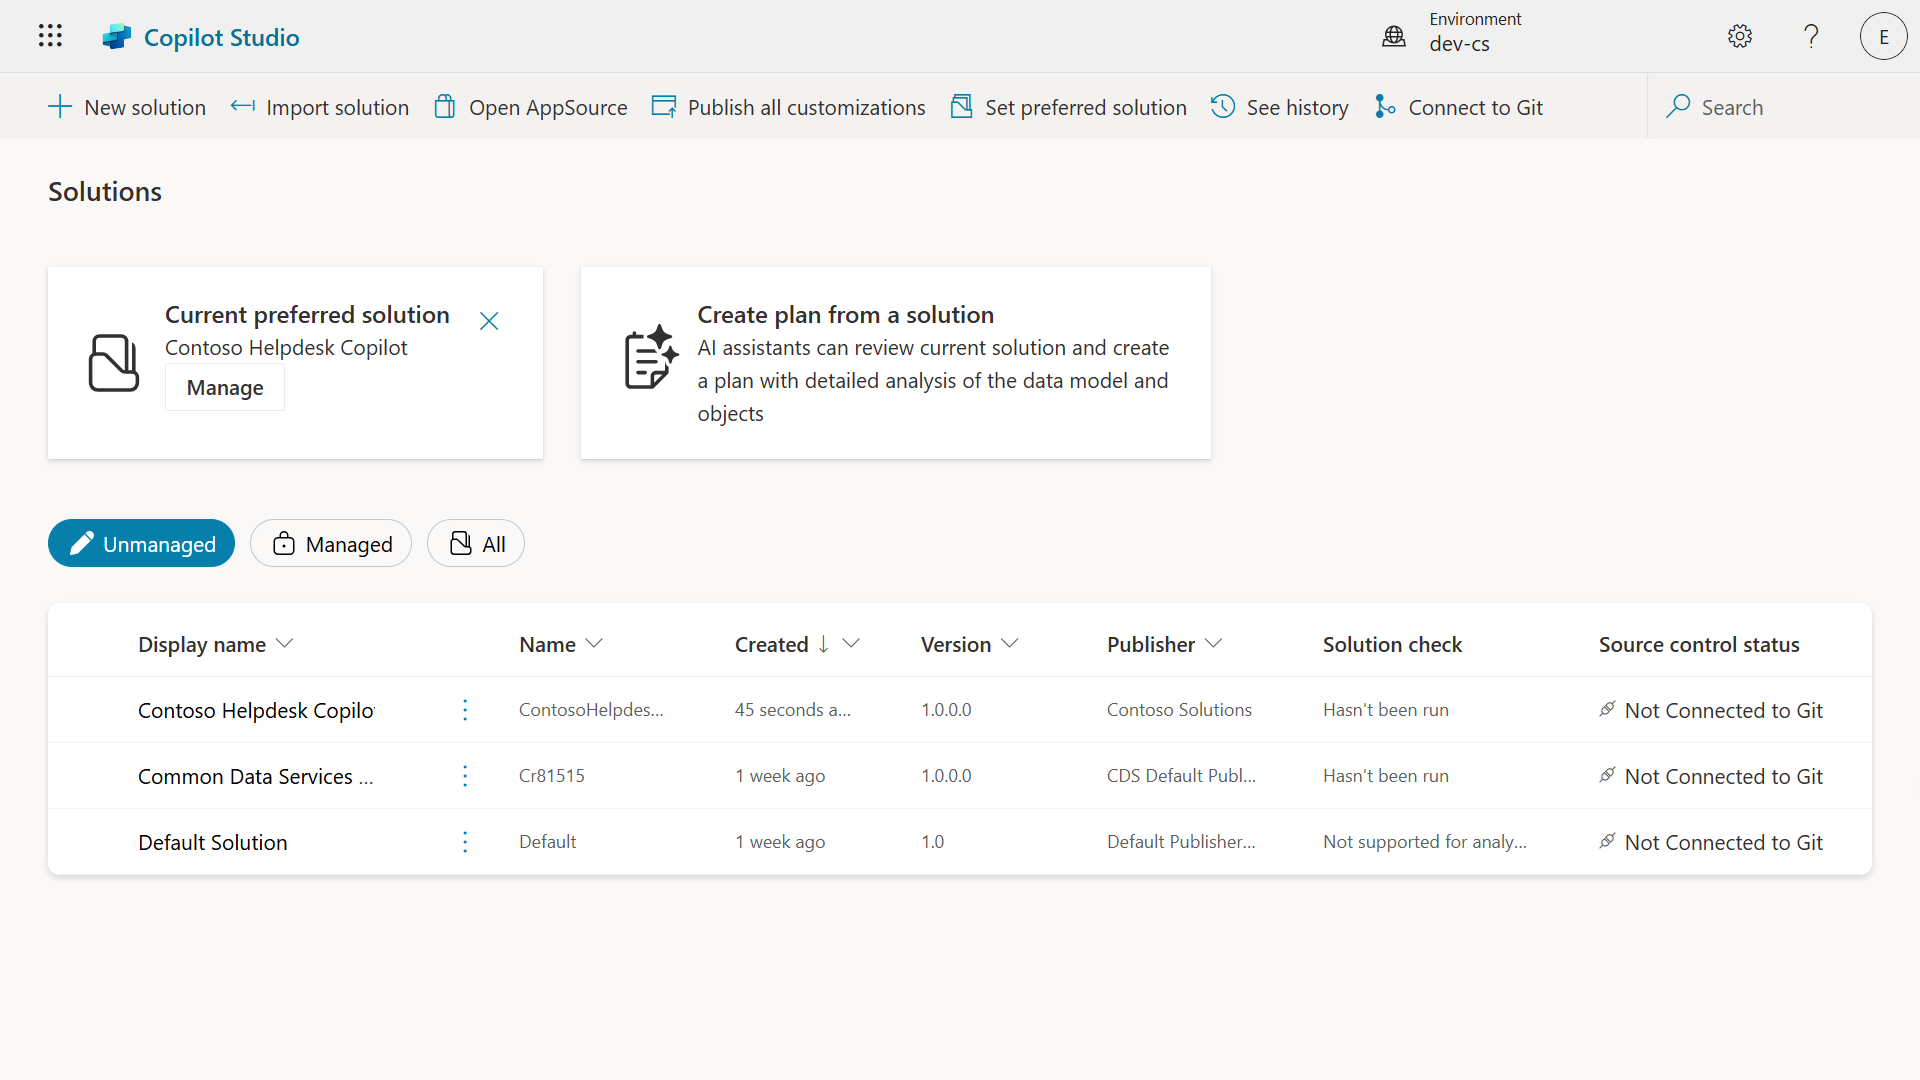 Copilot Studio
Environment
dev-cs
E
New solution
Import solution
Open AppSource
Publish all customizations
Set preferred solution
See history
Connect to Git
Search
Solutions
Current preferred solution
Contoso Helpdesk Copilot
Manage
Create plan from a solution
AI assistants can review current solution and create
a plan with detailed analysis of the data model and
objects
Unmanaged
Managed
All
Display name Name Created Version Publisher Solution check Source control status
Contoso Helpdesk Copilo ContosoHelpdes... 45 seconds a... 1.0.0.0 Contoso Solutions Hasn't been run Not Connected to Git
Common Data Services ... Cr81515 1 week ago 1.0.0.0 CDS Default Publ... Hasn't been run Not Connected to Git
Default Solution Default 1 week ago 1.0 Default Publisher... Not supported for analy... Not Connected to Git